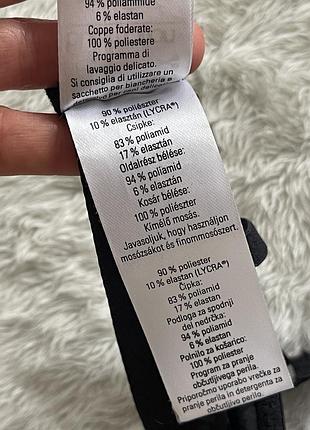 94 % poliammide
6 % elastan
Coppe foderate:
100 % poliestere
Programma di
lavaggio delicato.
Si consiglia di utilizzare un
sacchetto per biancheria e
90 % poliészter
10 % elasztán (LYCRA®)
Csipke:
83 % poliamid
17 % elasztán
Oldalrész bélése:
94 % poliamid
6 % elasztán
Kosár bélése:
100 % poliészter
Kímélő mosás.
Javasoljuk, hogy használjon
mosózsákot és finommosószert.
90 % poliester
10 % elastan (LYCRA®)
Čipka:
83 % poliamid
17 % elastan
Podloga za spodnji
del nedrčka:
94 % poliamid
6 % elastan
Polnilo za košarico:
100 % poliester
Program za pranje
občutljivega perila.
Priporočamo uporabo vrečke za
pranje perila in detergenta za
občutljivo perilo.